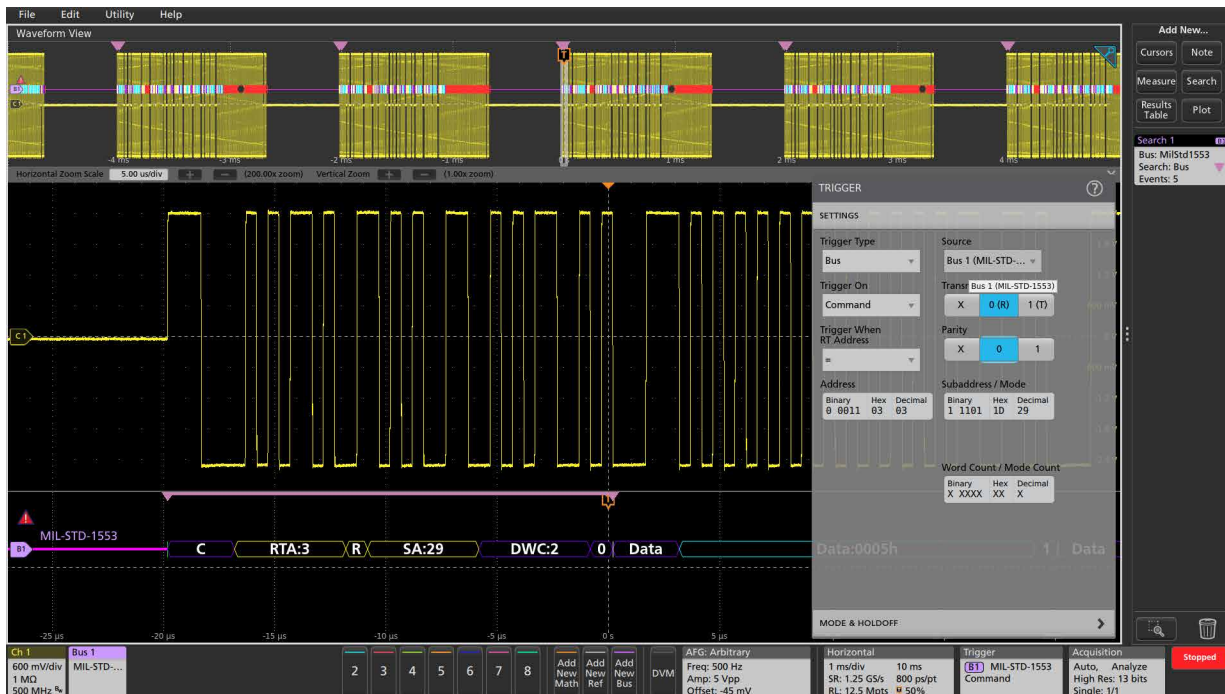 File Edit Utility Help
Waveform View
Add New...
Cursors Note
Measure Search
Results Table Plot
T
B1
C1
-4 ms -3 ms -2 ms -1 ms 1 ms 2 ms 3 ms 4 ms
Search 1 B1
Bus: MilStd1553
Search: Bus
Events: 5
Horizontal Zoom Scale 5.00 us/div + - (200.00x zoom) Vertical Zoom + - (1.00x zoom)
TRIGGER ?
SETTINGS
Trigger Type Source
Bus Bus 1 (MIL-STD-...
Trigger On Bus 1 (MIL-STD-1553)
Command X 0 (R) 1 (T)
Trigger When Parity
RT Address
= X 0 1
Address Subaddress / Mode
Binary Hex Decimal Binary Hex Decimal
0 0011 03 03 1 1101 1D 29
Word Count / Mode Count
Binary Hex Decimal
X XXXX XX X
MODE & HOLDOFF
C 1
MIL-STD-1553
B1 C RTA:3 R SA:29 DWC:2 0 Data Data:0005h 1 Data
-25 µs -20 µs -15 µs -10 µs -5 µs 0 s 5 µs
Ch 1
600 mV/div
1 MΩ
500 MHz Bw
Bus 1
MIL-STD-...
2 3 4 5 6 7 8
Add New Math
Add New Ref
Add New Bus
DVM
AFG: Arbitrary
Freq: 500 Hz
Amp: 5 Vpp
Offset: -45 mV
Horizontal
1 ms/div 10 ms
SR: 1.25 GS/s 800 ps/pt
RL: 12.5 Mpts 50%
Trigger
B1 MIL-STD-1553
Command
Acquisition
Auto, Analyze
High Res: 13 bits
Single: 1/1
Stopped